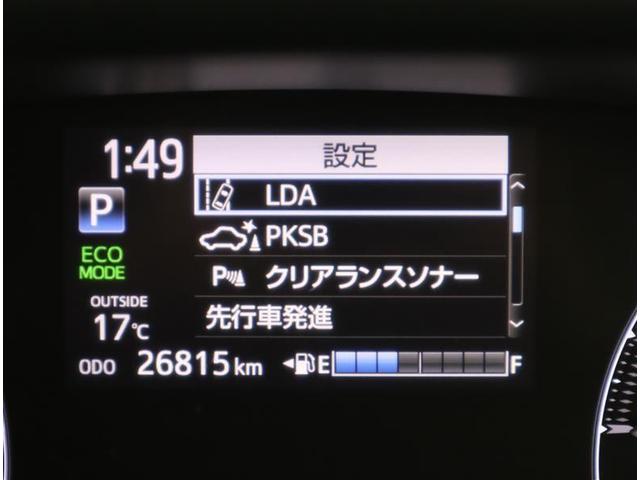 1:49
設定
P
LDA
PKSB
ECO
MODE
P クリアランスソナー
OUTSIDE
17℃
先行車発進
ODO 26815 km E F